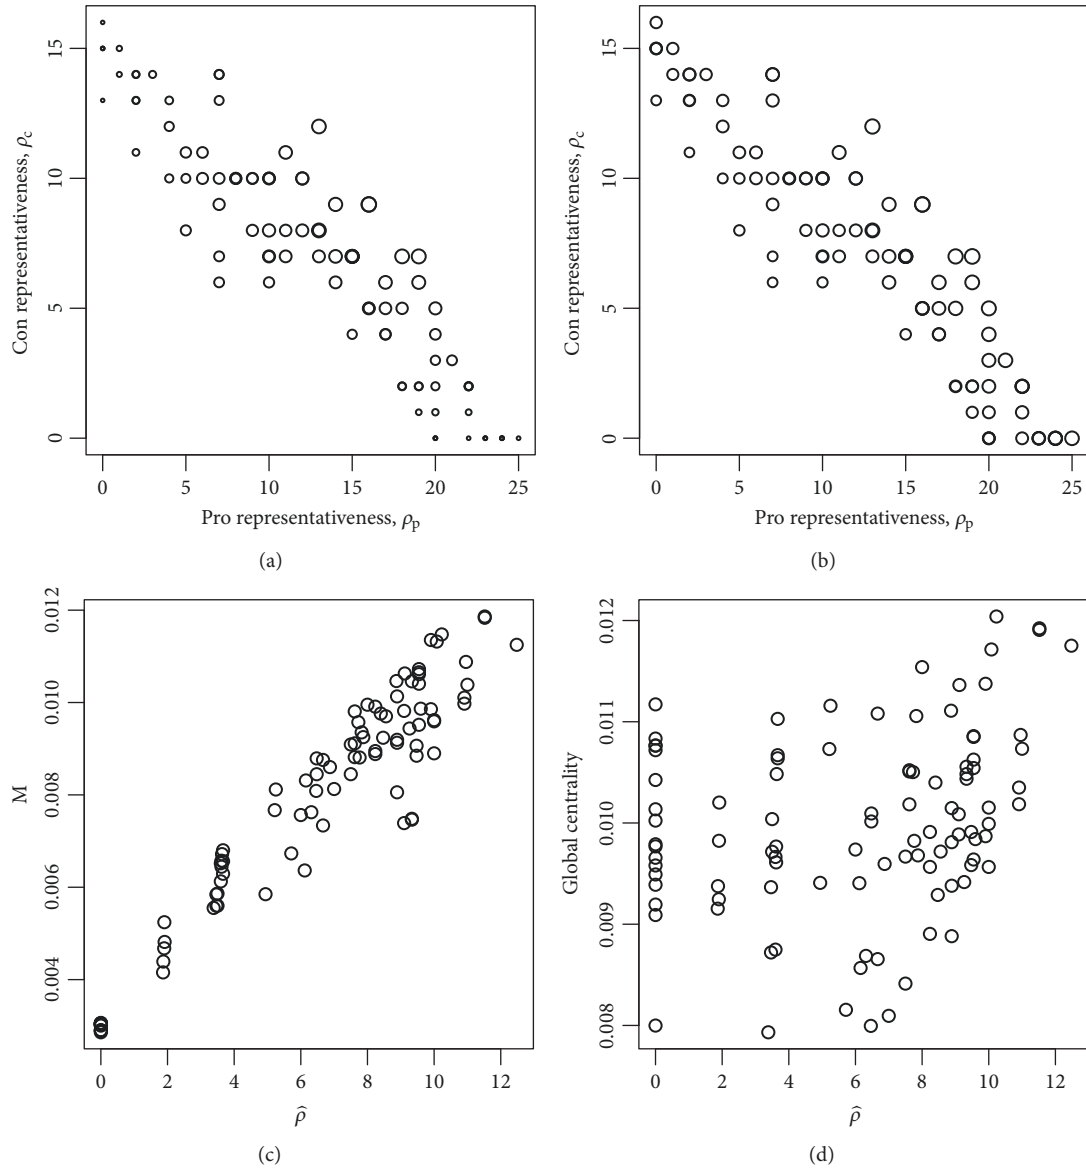 15
10
5
0
Con representativeness, ρc
0 5 10 15 20 25
Pro representativeness, ρp
(a)
15
10
5
0
Con representativeness, ρc
0 5 10 15 20 25
Pro representativeness, ρp
(b)
0.012
0.010
0.008
0.006
0.004
M
0 2 4 6 8 10 12
ρ̂
(c)
0.012
0.011
0.010
0.009
0.008
Global centrality
0 2 4 6 8 10 12
ρ̂
(d)